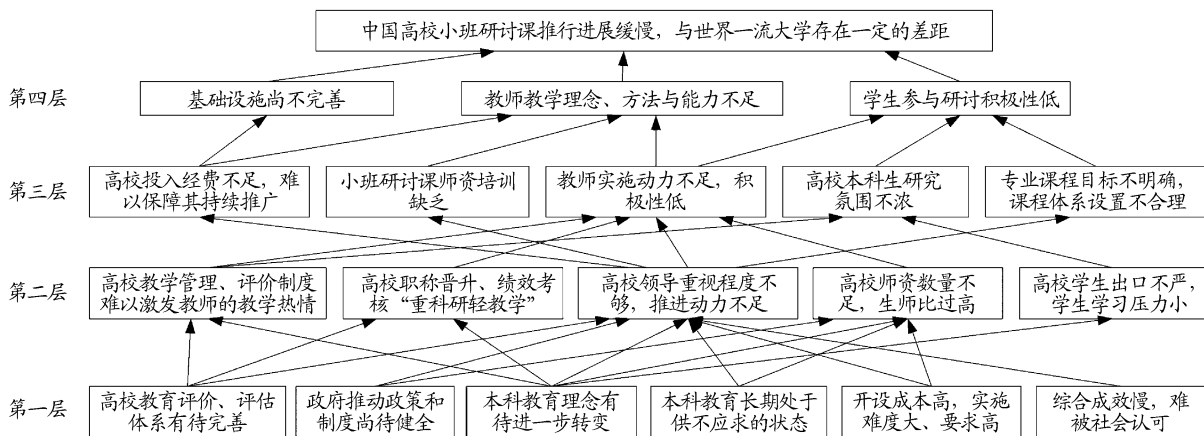 中国高校小班研讨课推行进展缓慢，与世界一流大学存在一定的差距
第四层
基础设施尚不完善
教师教学理念、方法与能力不足
学生参与研讨积极性低
第三层
高校投入经费不足，难
以保障其持续推广
小班研讨课师资培训
缺乏
教师实施动力不足，积
极性低
高校本科生研究
氛围不浓
专业课程目标不明确，
课程体系设置不合理
第二层
高校教学管理、评价制度
难以激发教师的教学热情
高校职称晋升、绩效考
核“重科研轻教学”
高校领导重视程度不
够，推进动力不足
高校师资数量不
足，生师比过高
高校学生出口不严，
学生学习压力小
第一层
高校教育评价、评估
体系有待完善
政府推动政策和
制度尚待健全
本科教育理念有
待进一步转变
本科教育长期处于
供不应求的状态
开设成本高，实施
难度大、要求高
综合成效慢，难
被社会认可